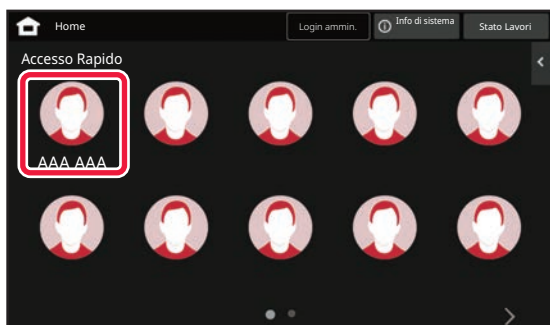 Home
Login ammin.
Info di sistema
Stato Lavori
Accesso Rapido
AAA AAA